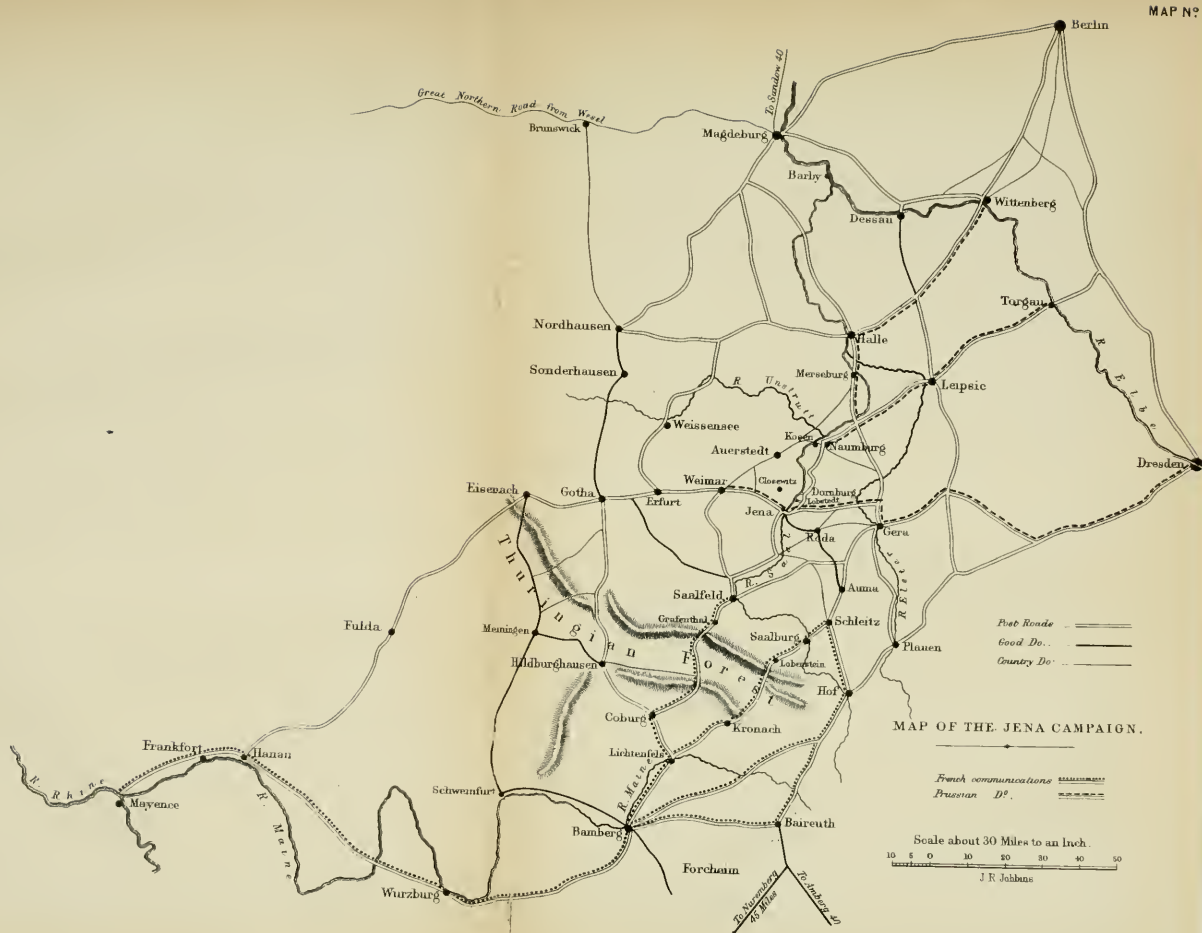 MAP Nº
Berlin
To Sandow 40
Great Northern Road from Wesel
Brunswick
Magdeburg
Barby
Dessau
Wittenberg
Torgau
Nordhausen
Halle
R Elbe
Sonderhausen
Merseburg
Leipsic
R Unstrutt
Weissensee
Kosen
Naumburg
Auerstedt
Dresden
Eisenach
Gotha
Erfurt
Weimar
Closewitz
Dornburg
Lobstedt
Jena
Gera
Roda
R. Saal
R Elster
Thuringian Forest
Saalfeld
Auma
Grafenthal
Schleitz
Fulda
Meiningen
Saalburg
Plauen
Post Roads
Good Do..
Country Do
Hildburghausen
Lobenstein
Hof
Coburg
Kronach
MAP OF THE JENA CAMPAIGN.
Frankfort
Hanau
Lichtenfels
R Rhine
Mayence
R. Maine
French communications
Prussian Dº.
Schweinfurt
R. Maine
Bamberg
Baireuth
Scale about 30 Miles to an Inch.
10 5 0 10 20 30 40 50
J R Jobbins
Forcheim
Wurzburg
To Nuremberg
45 Miles
To Amberg 40